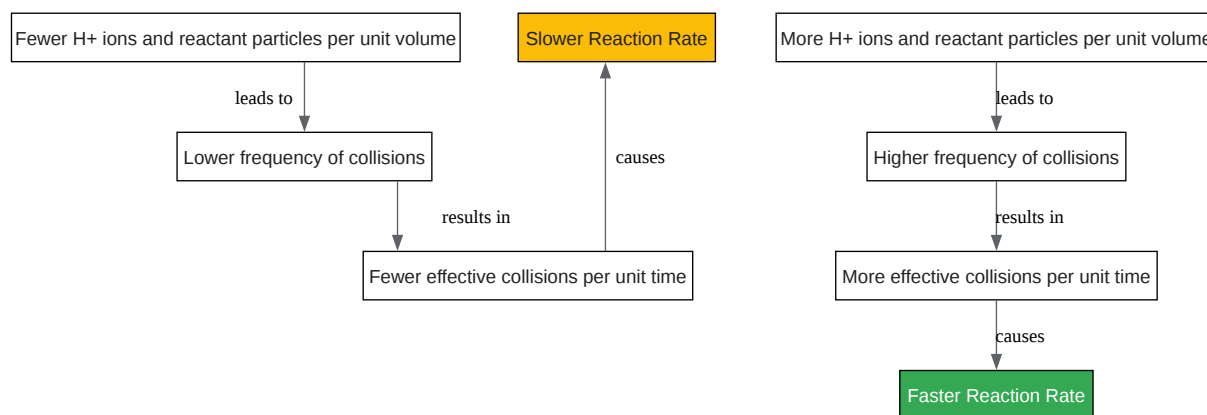 Fewer H+ ions and reactant particles per unit volume
leads to
Lower frequency of collisions
results in
Fewer effective collisions per unit time
causes
Slower Reaction Rate
More H+ ions and reactant particles per unit volume
leads to
Higher frequency of collisions
results in
More effective collisions per unit time
causes
Faster Reaction Rate